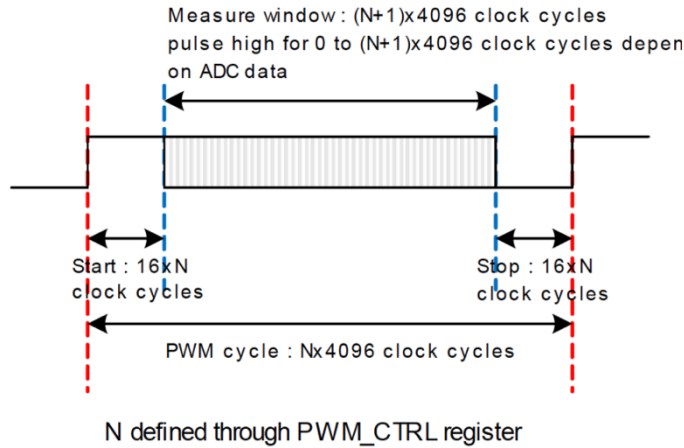 Measure window : (N+1)x4096 clock cycles
pulse high for 0 to (N+1)x4096 clock cycles depen
on ADC data
Start : 16xN
clock cycles
Stop : 16xN
clock cycles
PWM cycle : Nx4096 clock cycles
N defined through PWM_CTRL register